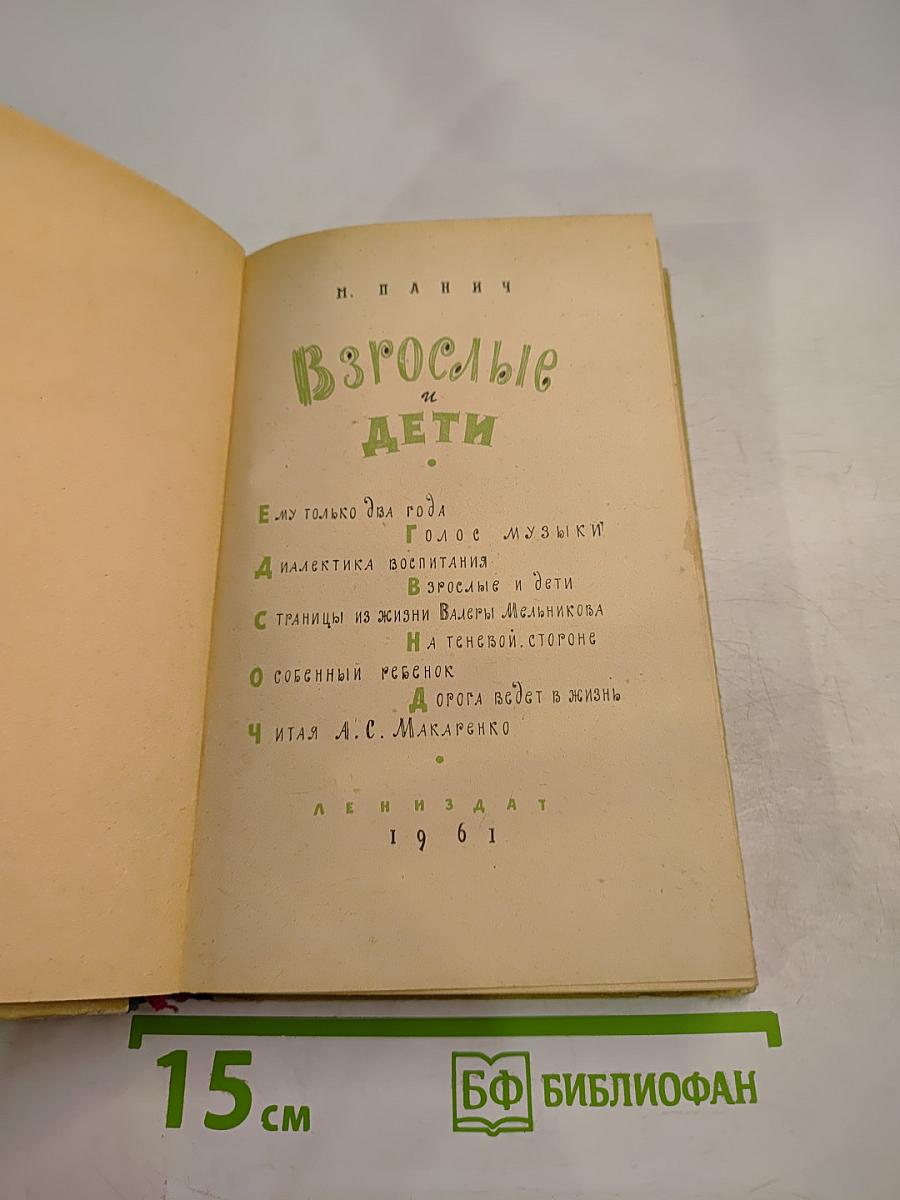 М. ПАНИЧ
Взрослые
и
ДЕТИ
Ему только два года
Голос музыки
Диалектика воспитания
Взрослые и дети
Страницы из жизни Валеры Мельникова
На теневой стороне
Особенный ребенок
Дорога ведет в жизнь
Читая А.С. Макаренко
ЛЕНИЗДАТ
1961
15 см
БФ БИБЛИОФАН